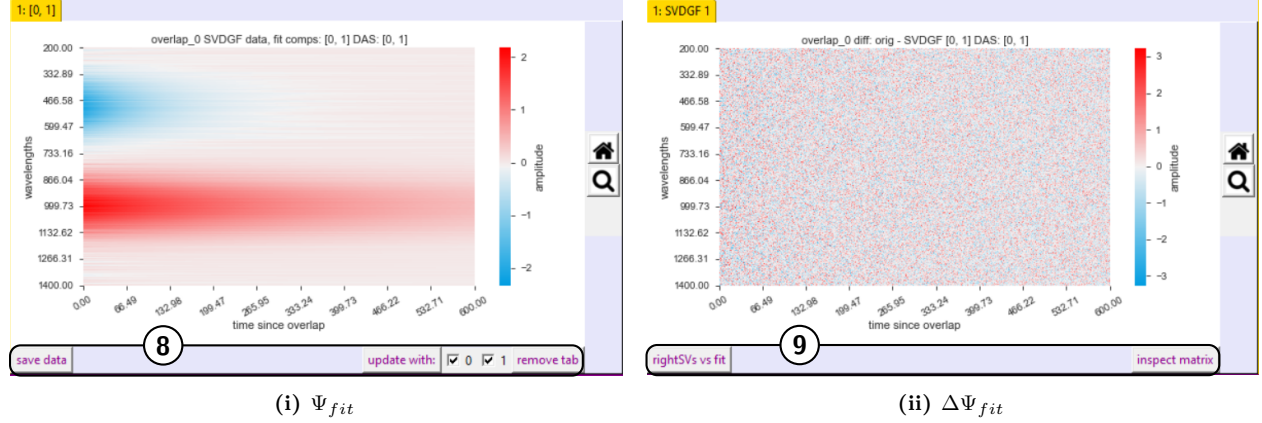 1: [0, 1]
overlap_0 SVDGF data, fit comps: [0, 1] DAS: [0, 1]
200.00
332.89
466.58
599.47
733.16
866.04
999.73
1132.62
1266.31
1400.00
wavelengths
0.00 66.49 132.98 199.47 265.95 333.24 399.73 466.22 532.71 600.00
time since overlap
2
1
0
−1
−2
amplitude
8
save data update with: 0 1 remove tab
(i) Ψfit
1: SVDGF 1
overlap_0 diff: orig - SVDGF [0, 1] DAS: [0, 1]
200.00
332.89
466.58
599.47
733.16
866.04
999.73
1132.62
1266.31
1400.00
wavelengths
0.00 66.49 132.98 199.47 265.95 333.24 399.73 466.22 532.71 600.00
time since overlap
3
2
1
0
−1
−2
−3
amplitude
9
rightSVs vs fit inspect matrix
(ii) ΔΨfit